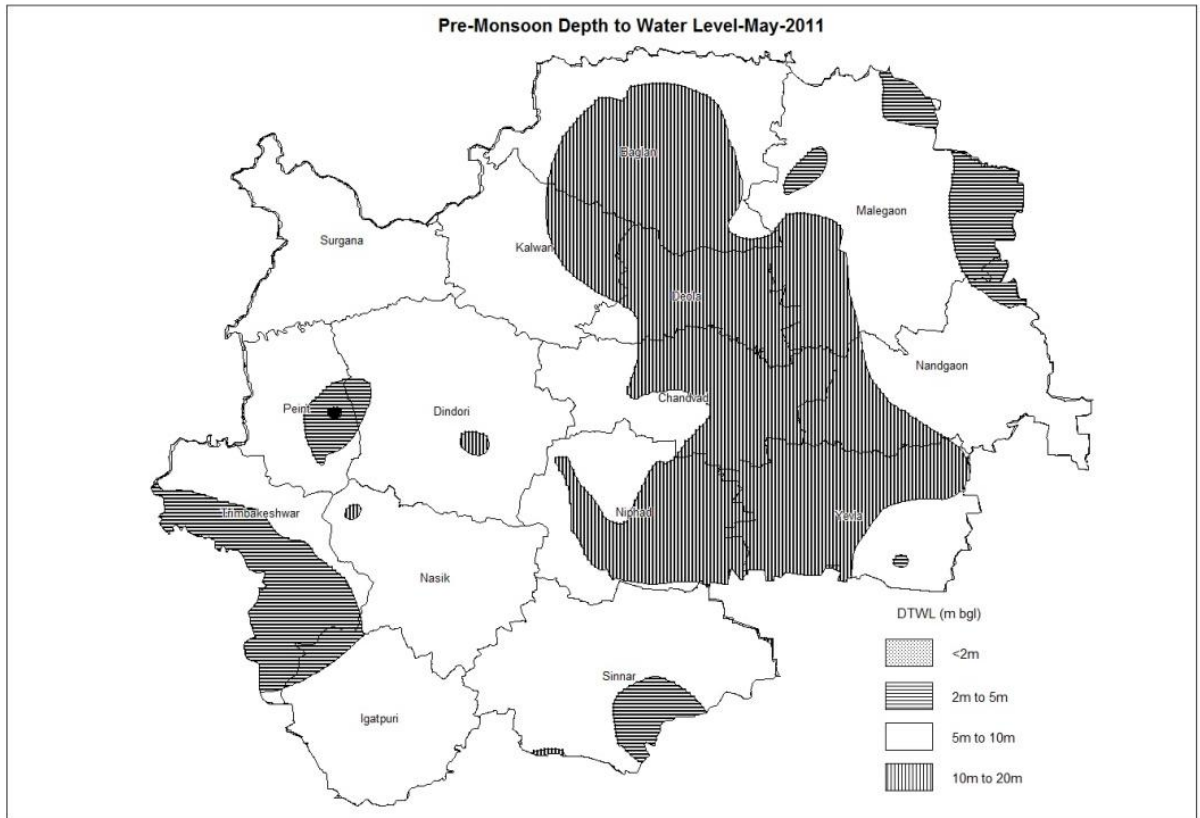 Pre-Monsoon Depth to Water Level-May-2011
Baglan
Malegaon
Surgana
Kalwan
Deola
Nandgaon
Chandvad
Peint
Dindori
Trimbakeshwar
Niphad
Yevla
Nasik
Sinnar
Igatpuri
DTWL (m bgl)
<2m
2m to 5m
5m to 10m
10m to 20m